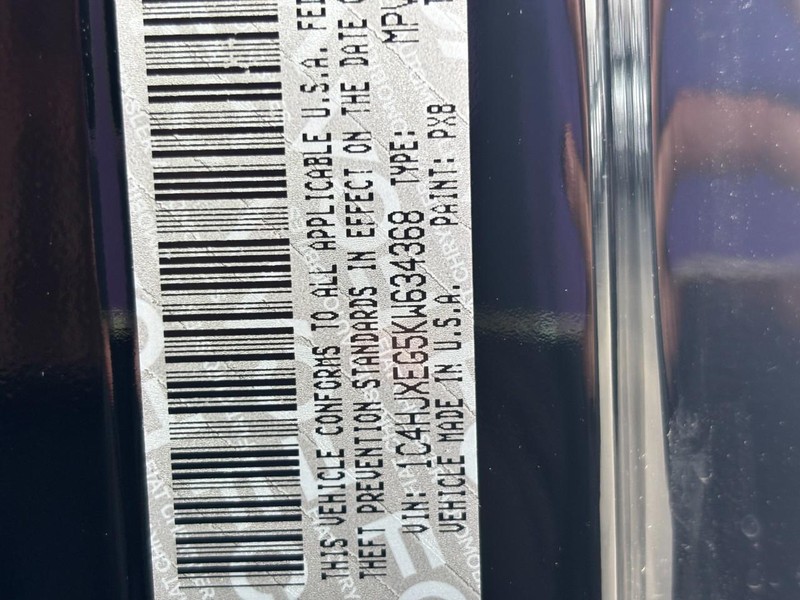 THIS VEHICLE CONFORMS TO ALL APPLICABLE U.S.A. FED
THEFT PREVENTION STANDARDS IN EFFECT ON THE DATE O
VIN: 1C4HJXEG5KW634368 TYPE: MPV
VEHICLE MADE IN U.S.A. PAINT: PX8